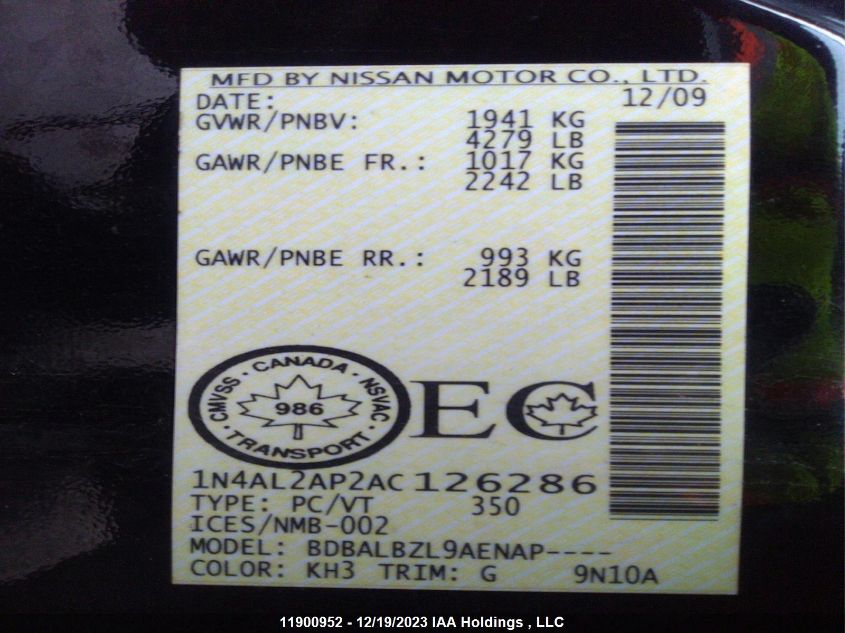 MFD BY NISSAN MOTOR CO., LTD.
DATE: 12/09
GVWR/PNBV: 1941 KG
4279 LB
GAWR/PNBE FR.: 1017 KG
2242 LB
GAWR/PNBE RR.: 993 KG
2189 LB
CMVSS · CANADA · NSVAC · TRANSPORT ·
986
EC
1N4AL2AP2AC126286
TYPE: PC/VT 350
ICES/NMB-002
MODEL: BDBALBZL9AENAP----
COLOR: KH3 TRIM: G 9N10A
11900952 - 12/19/2023 IAA Holdings , LLC